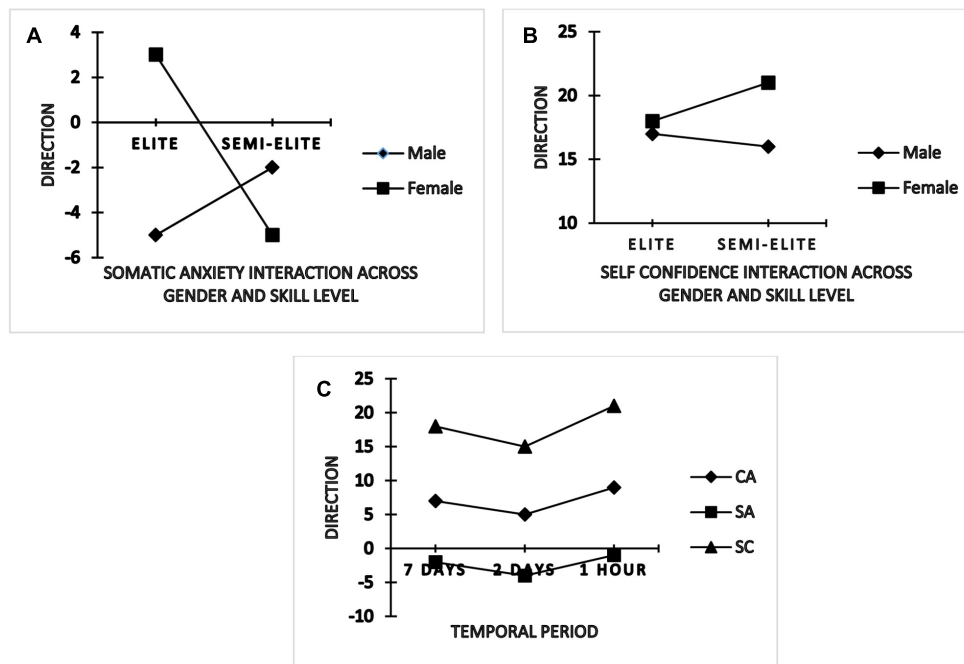 A
4
2
0
-2
-4
-6
DIRECTION
ELITE SEMI-ELITE
Male
Female
SOMATIC ANXIETY INTERACTION ACROSS
GENDER AND SKILL LEVEL
B
25
20
15
10
DIRECTION
ELITE SEMI-ELITE
Male
Female
SELF CONFIDENCE INTERACTION ACROSS
GENDER AND SKILL LEVEL
C
25
20
15
10
5
0
-5
-10
DIRECTION
7 DAYS 2 DAYS 1 HOUR
CA
SA
SC
TEMPORAL PERIOD